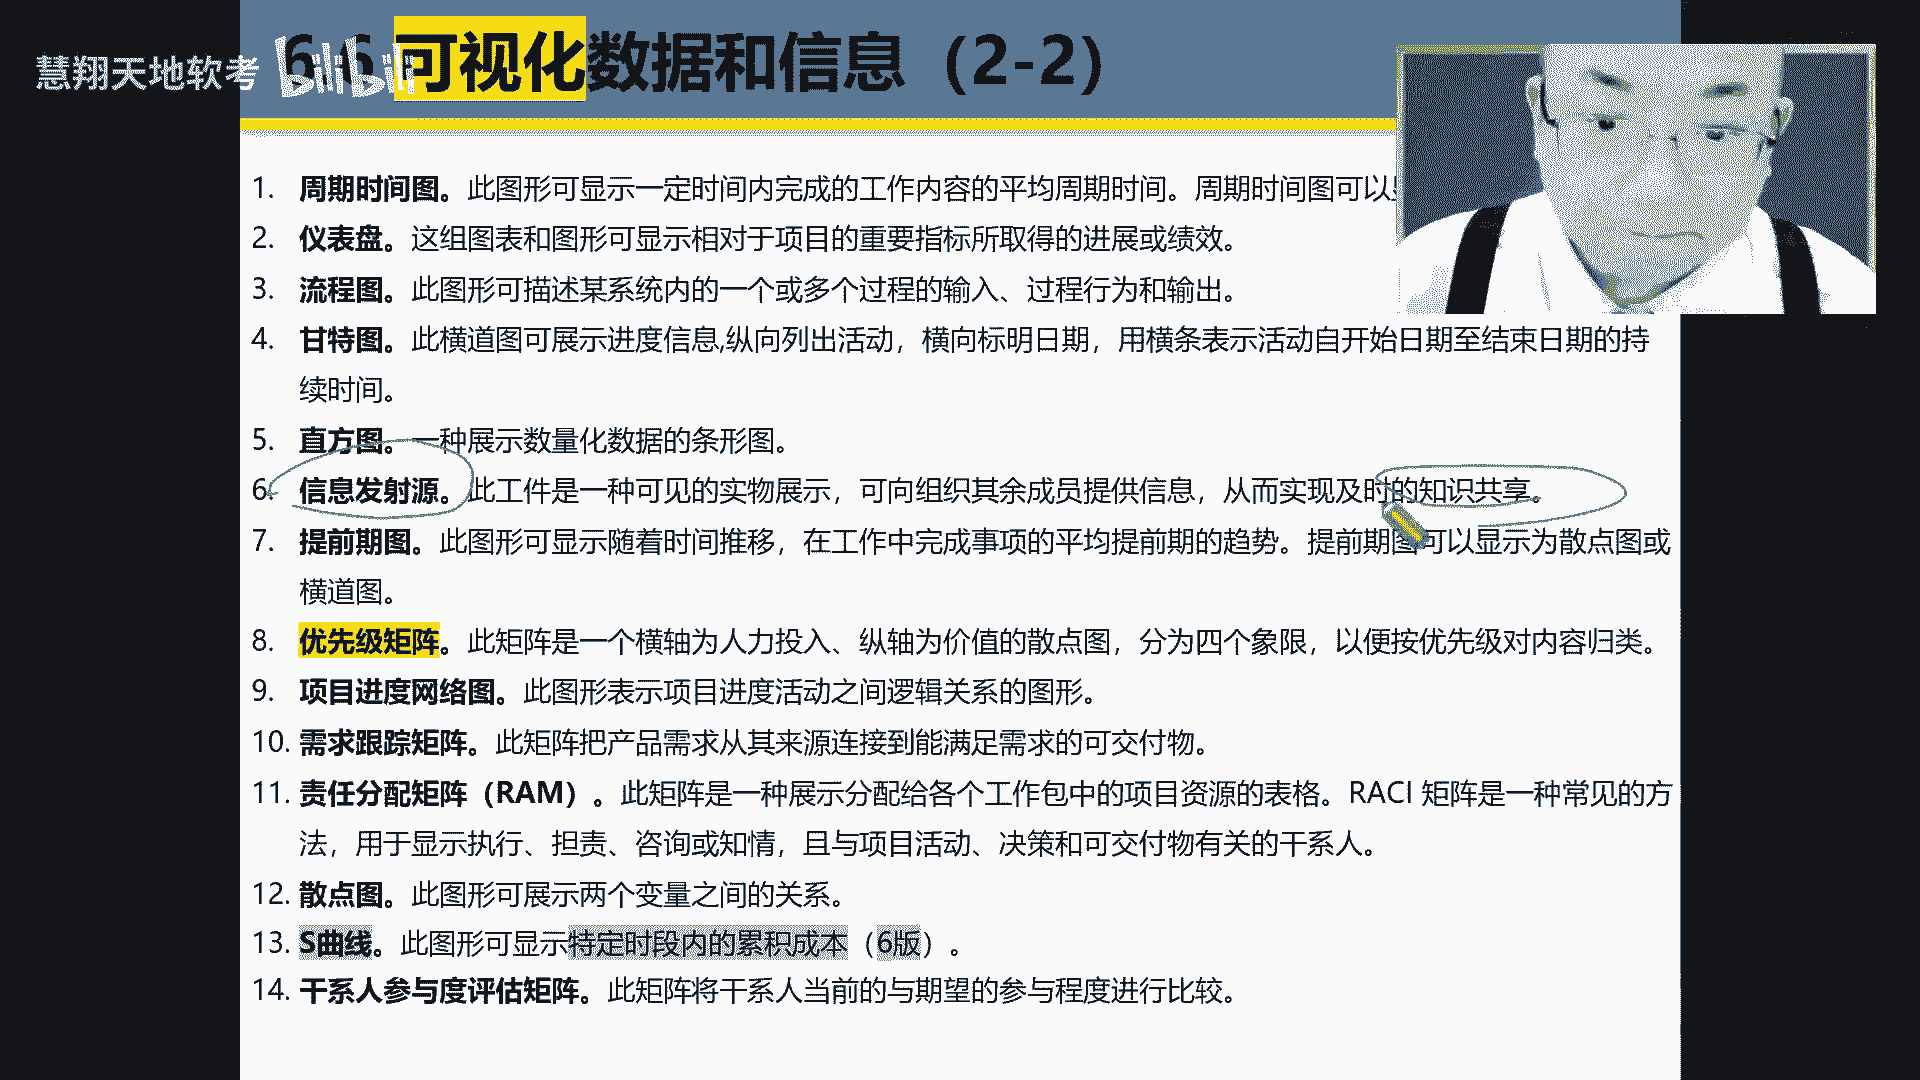 慧翔天地软考
bilibili
6.6 可视化数据和信息（2-2）
1. 周期时间图。此图形可显示一定时间内完成的工作内容的平均周期时间。周期时间图可以
2. 仪表盘。这组图表和图形可显示相对于项目的重要指标所取得的进展或绩效。
3. 流程图。此图形可描述某系统内的一个或多个过程的输入、过程行为和输出。
4. 甘特图。此横道图可展示进度信息,纵向列出活动，横向标明日期，用横条表示活动自开始日期至结束日期的持
续时间。
5. 直方图。一种展示数量化数据的条形图。
6. 信息发射源。此工件是一种可见的实物展示，可向组织其余成员提供信息，从而实现及时的知识共享。
7. 提前期图。此图形可显示随着时间推移，在工作中完成事项的平均提前期的趋势。提前期图可以显示为散点图或
横道图。
8. 优先级矩阵。此矩阵是一个横轴为人力投入、纵轴为价值的散点图，分为四个象限，以便按优先级对内容归类。
9. 项目进度网络图。此图形表示项目进度活动之间逻辑关系的图形。
10. 需求跟踪矩阵。此矩阵把产品需求从其来源连接到能满足需求的可交付物。
11. 责任分配矩阵（RAM）。此矩阵是一种展示分配给各个工作包中的项目资源的表格。RACI 矩阵是一种常见的方
法，用于显示执行、担责、咨询或知情，且与项目活动、决策和可交付物有关的干系人。
12. 散点图。此图形可展示两个变量之间的关系。
13. S曲线。此图形可显示特定时段内的累积成本（6版）。
14. 干系人参与度评估矩阵。此矩阵将干系人当前的与期望的参与程度进行比较。